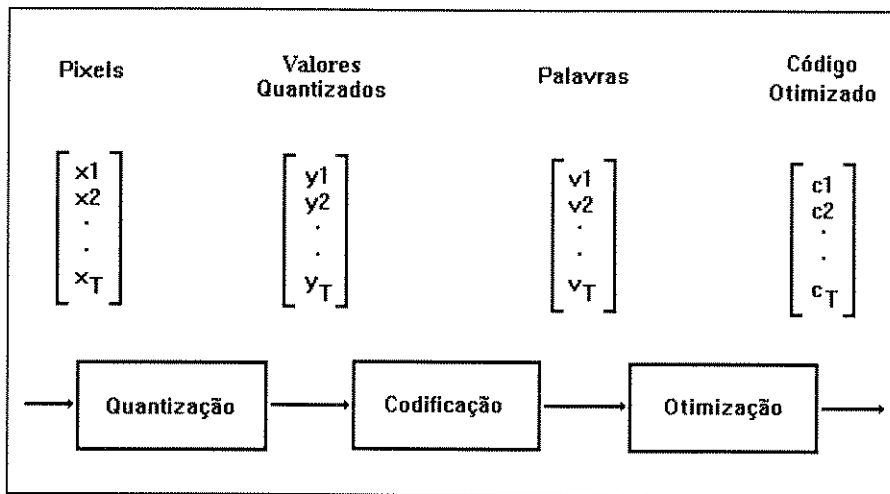 Pixels
Valores
Quantizados
Palavras
Código
Otimizado
x1
x2
.
.
xT
y1
y2
.
.
yT
v1
v2
.
.
vT
c1
c2
.
.
cT
Quantização
Codificação
Otimização